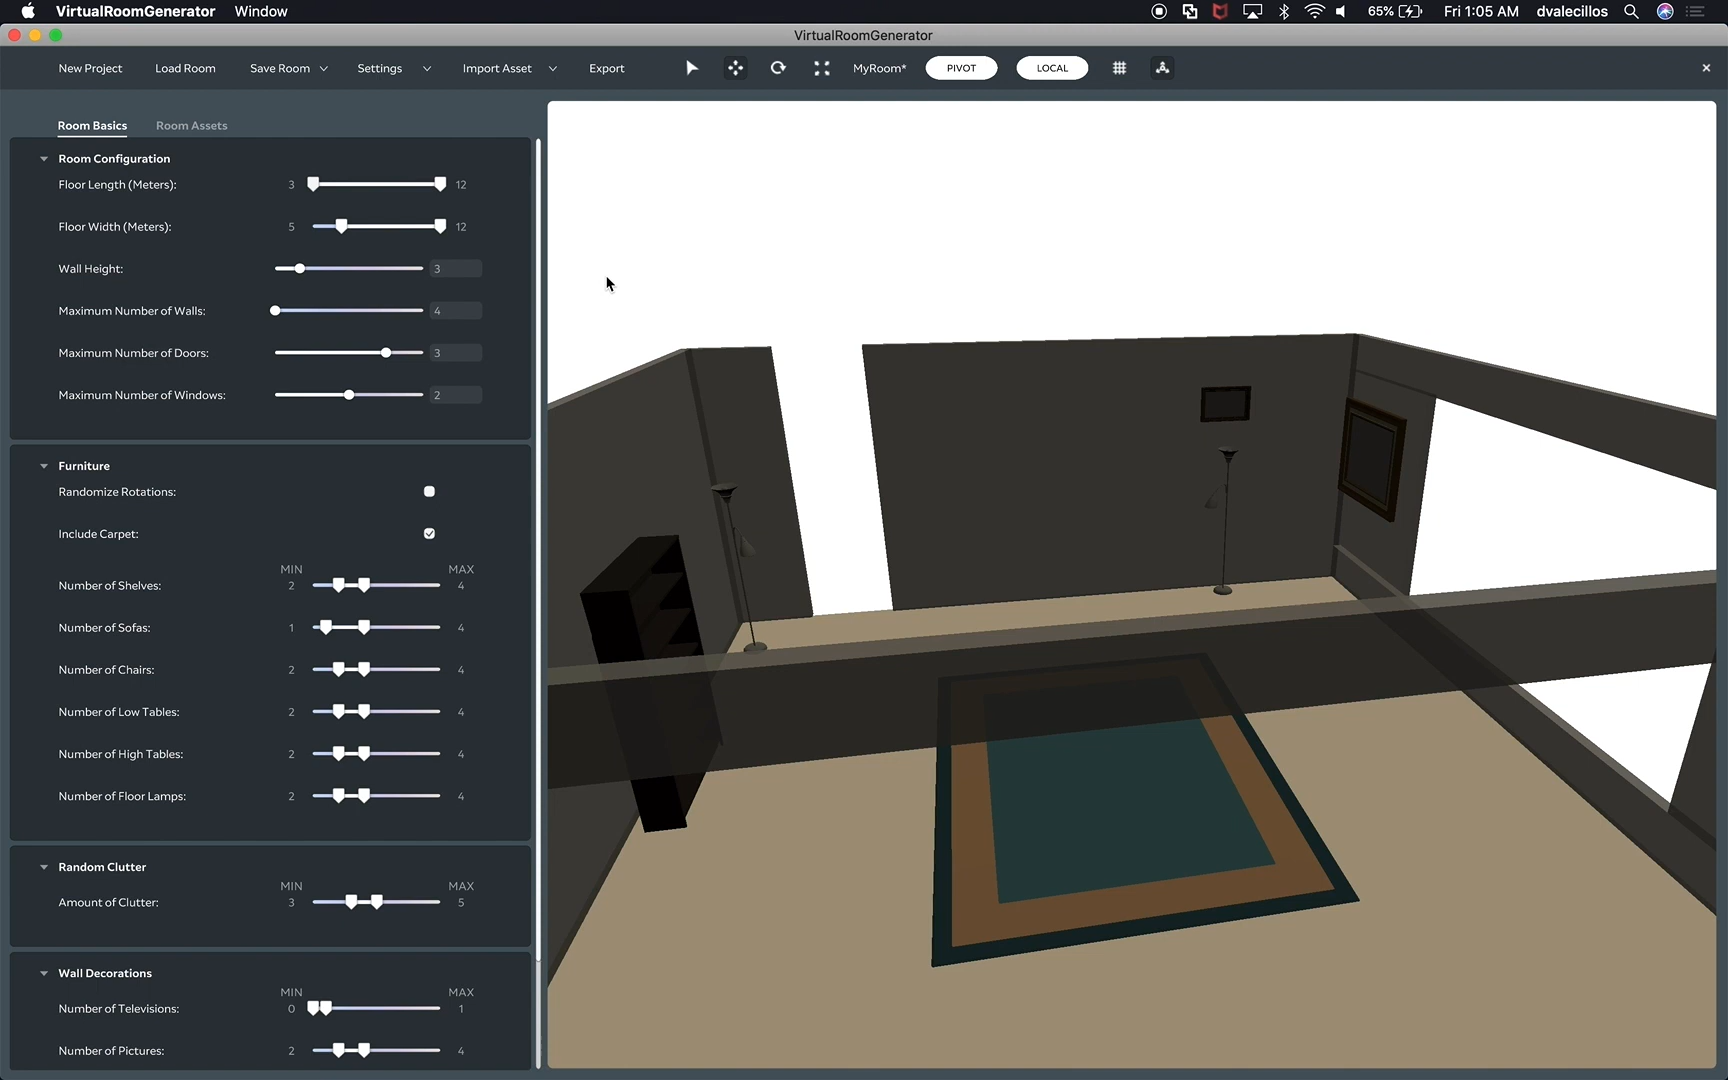 VirtualRoomGenerator Window 65% Fri 1:05 AM dvalecillos
VirtualRoomGenerator
New Project Load Room Save Room Settings Import Asset Export MyRoom* PIVOT LOCAL
Room Basics Room Assets
Room Configuration
Floor Length (Meters): 3 12
Floor Width (Meters): 5 12
Wall Height: 3
Maximum Number of Walls: 4
Maximum Number of Doors: 3
Maximum Number of Windows: 2
Furniture
Randomize Rotations:
Include Carpet:
MIN MAX
Number of Shelves: 2 4
Number of Sofas: 1 4
Number of Chairs: 2 4
Number of Low Tables: 2 4
Number of High Tables: 2 4
Number of Floor Lamps: 2 4
Random Clutter
MIN MAX
Amount of Clutter: 3 5
Wall Decorations
MIN MAX
Number of Televisions: 0 1
Number of Pictures: 2 4